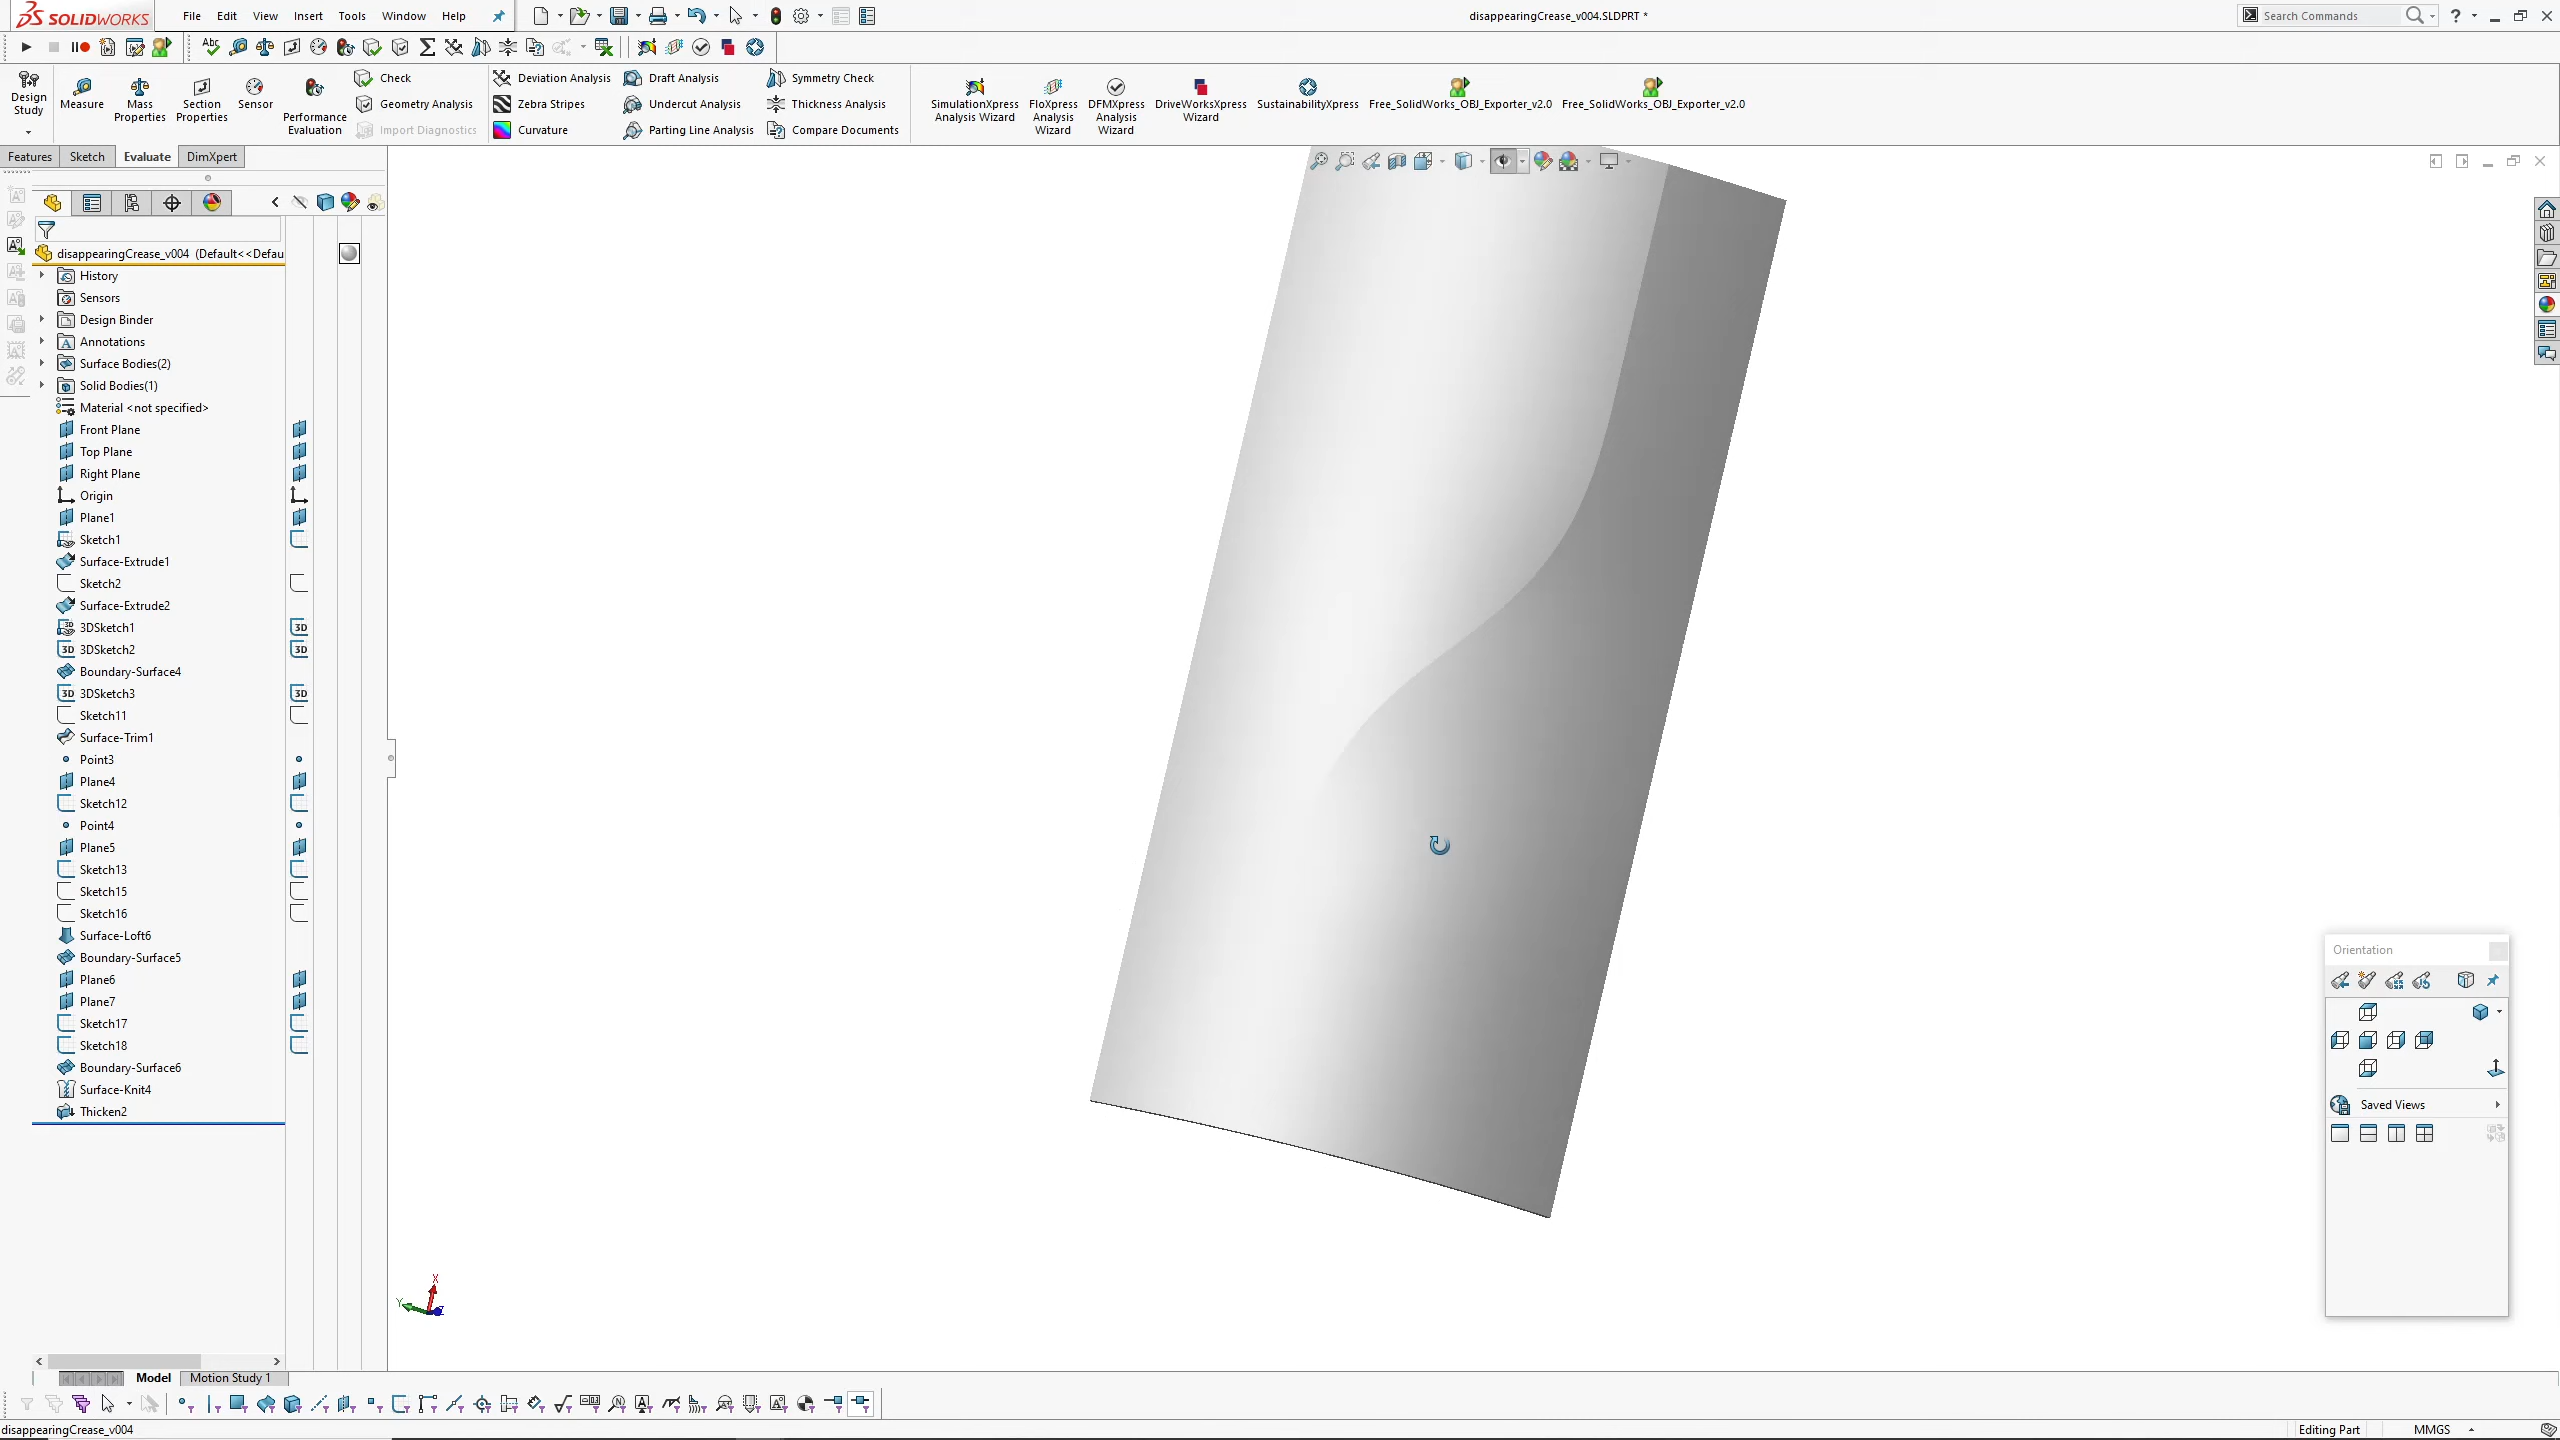 SOLIDWORKS
File Edit View Insert Tools Window Help
disappearingCrease_v004.SLDPRT *
Search Commands
Design Study
Measure
Mass Properties
Section Properties
Sensor
Performance Evaluation
Check
Geometry Analysis
Import Diagnostics
Deviation Analysis
Zebra Stripes
Curvature
Draft Analysis
Undercut Analysis
Parting Line Analysis
Symmetry Check
Thickness Analysis
Compare Documents
SimulationXpress Analysis Wizard
FloXpress Analysis Wizard
DFMXpress Analysis Wizard
DriveWorksXpress Wizard
SustainabilityXpress
Free_SolidWorks_OBJ_Exporter_v2.0
Free_SolidWorks_OBJ_Exporter_v2.0
Features Sketch Evaluate DimXpert
disappearingCrease_v004 (Default<<Defau
History
Sensors
Design Binder
Annotations
Surface Bodies(2)
Solid Bodies(1)
Material <not specified>
Front Plane
Top Plane
Right Plane
Origin
Plane1
Sketch1
Surface-Extrude1
Sketch2
Surface-Extrude2
3DSketch1
3DSketch2
Boundary-Surface4
3DSketch3
Sketch11
Surface-Trim1
Point3
Plane4
Sketch12
Point4
Plane5
Sketch13
Sketch15
Sketch16
Surface-Loft6
Boundary-Surface5
Plane6
Plane7
Sketch17
Sketch18
Boundary-Surface6
Surface-Knit4
Thicken2
Orientation
Saved Views
X
Y
Model Motion Study 1
disappearingCrease_v004
Editing Part
MMGS